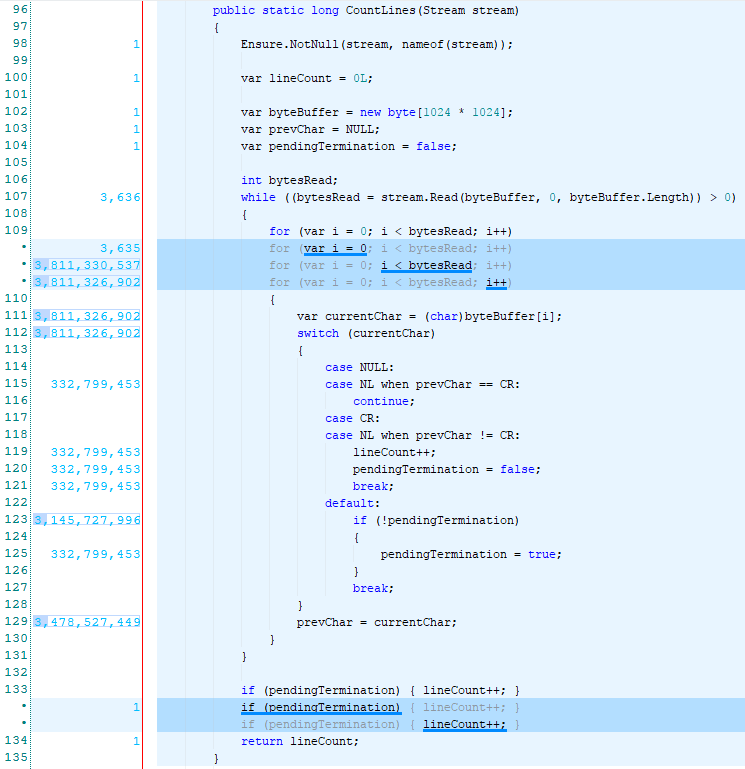 96 public static long CountLines(Stream stream)
97 {
98 1 Ensure.NotNull(stream, nameof(stream));
99
100 1 var lineCount = 0L;
101
102 1 var byteBuffer = new byte[1024 * 1024];
103 1 var prevChar = NULL;
104 1 var pendingTermination = false;
105
106 int bytesRead;
107 3,636 while ((bytesRead = stream.Read(byteBuffer, 0, byteBuffer.Length)) > 0)
108 {
109 for (var i = 0; i < bytesRead; i++)
• 3,635 for (var i = 0; i < bytesRead; i++)
• 3,811,330,537 for (var i = 0; i < bytesRead; i++)
• 3,811,326,902 for (var i = 0; i < bytesRead; i++)
110 {
111 3,811,326,902 var currentChar = (char)byteBuffer[i];
112 3,811,326,902 switch (currentChar)
113 {
114 case NULL:
115 332,799,453 case NL when prevChar == CR:
116 continue;
117 case CR:
118 case NL when prevChar != CR:
119 332,799,453 lineCount++;
120 332,799,453 pendingTermination = false;
121 332,799,453 break;
122 default:
123 3,145,727,996 if (!pendingTermination)
124 {
125 332,799,453 pendingTermination = true;
126 }
127 break;
128 }
129 3,478,527,449 prevChar = currentChar;
130 }
131 }
132
133 if (pendingTermination) { lineCount++; }
• 1 if (pendingTermination) { lineCount++; }
• if (pendingTermination) { lineCount++; }
134 1 return lineCount;
135 }